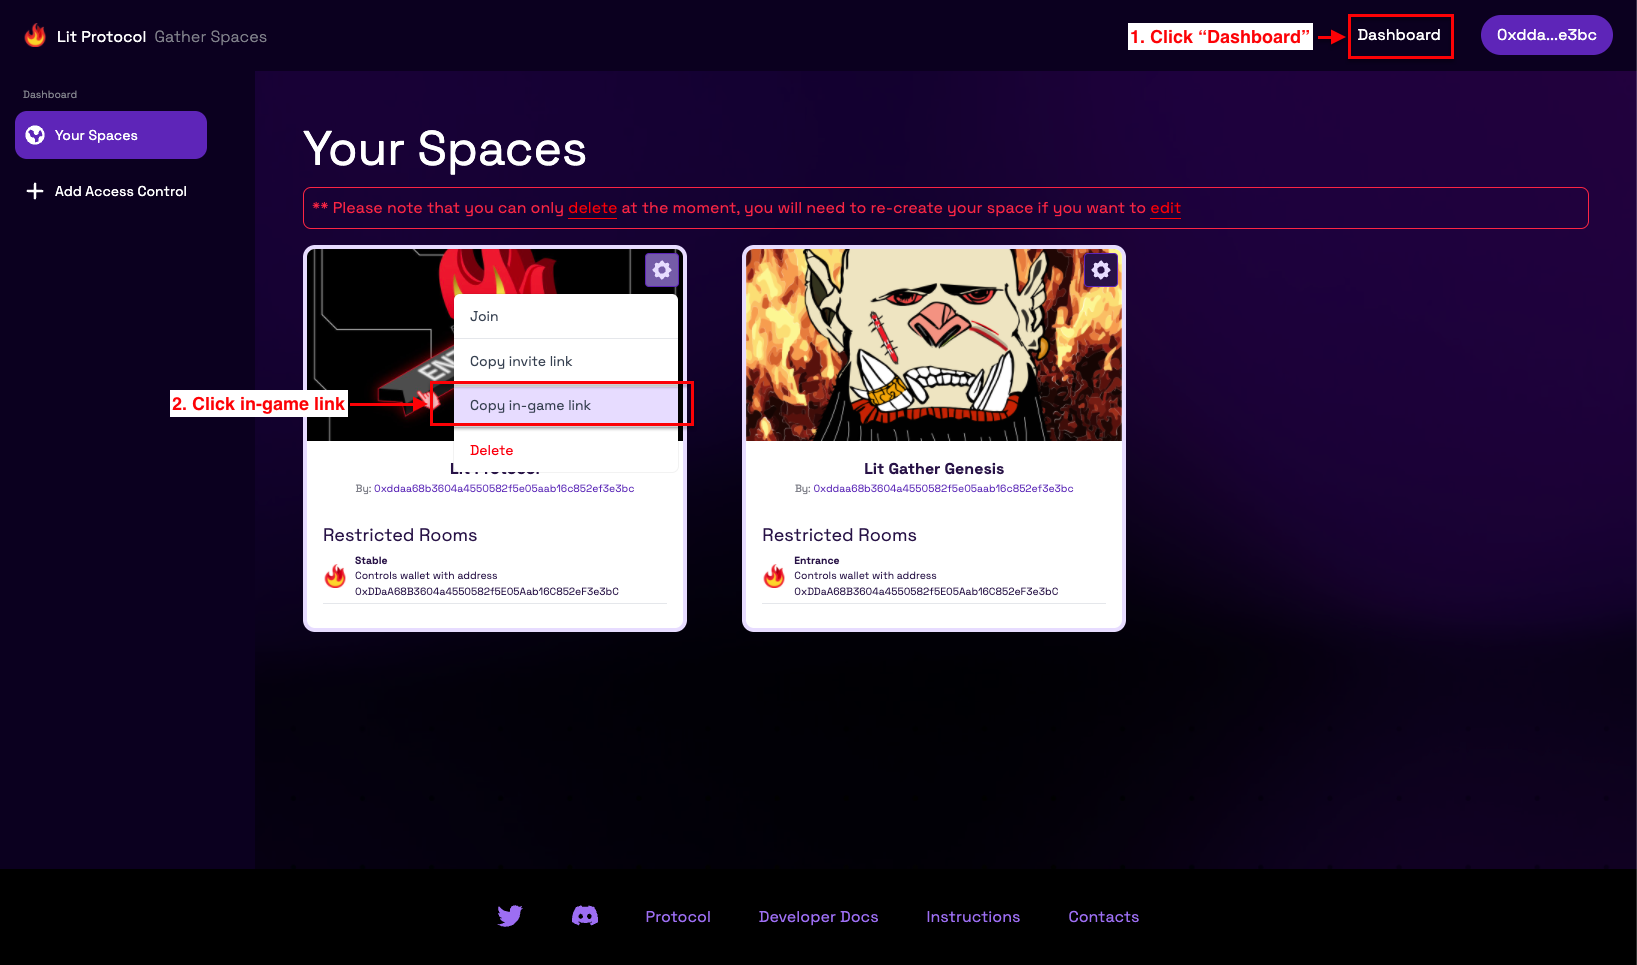 Lit Protocol Gather Spaces
1. Click “Dashboard”
Dashboard
0xdda...e3bc
Dashboard
Your Spaces
Add Access Control
Your Spaces
** Please note that you can only delete at the moment, you will need to re-create your space if you want to edit
Join
Copy invite link
2. Click in-game link
Copy in-game link
Delete
By: 0xddaa68b3604a4550582f5e05aab16c852ef3e3bc
Restricted Rooms
Stable
Controls wallet with address
0xDDaA68B3604a4550582f5E05Aab16C852eF3e3bC
Lit Gather Genesis
By: 0xddaa68b3604a4550582f5e05aab16c852ef3e3bc
Restricted Rooms
Entrance
Controls wallet with address
0xDDaA68B3604a4550582f5E05Aab16C852eF3e3bC
Protocol
Developer Docs
Instructions
Contacts